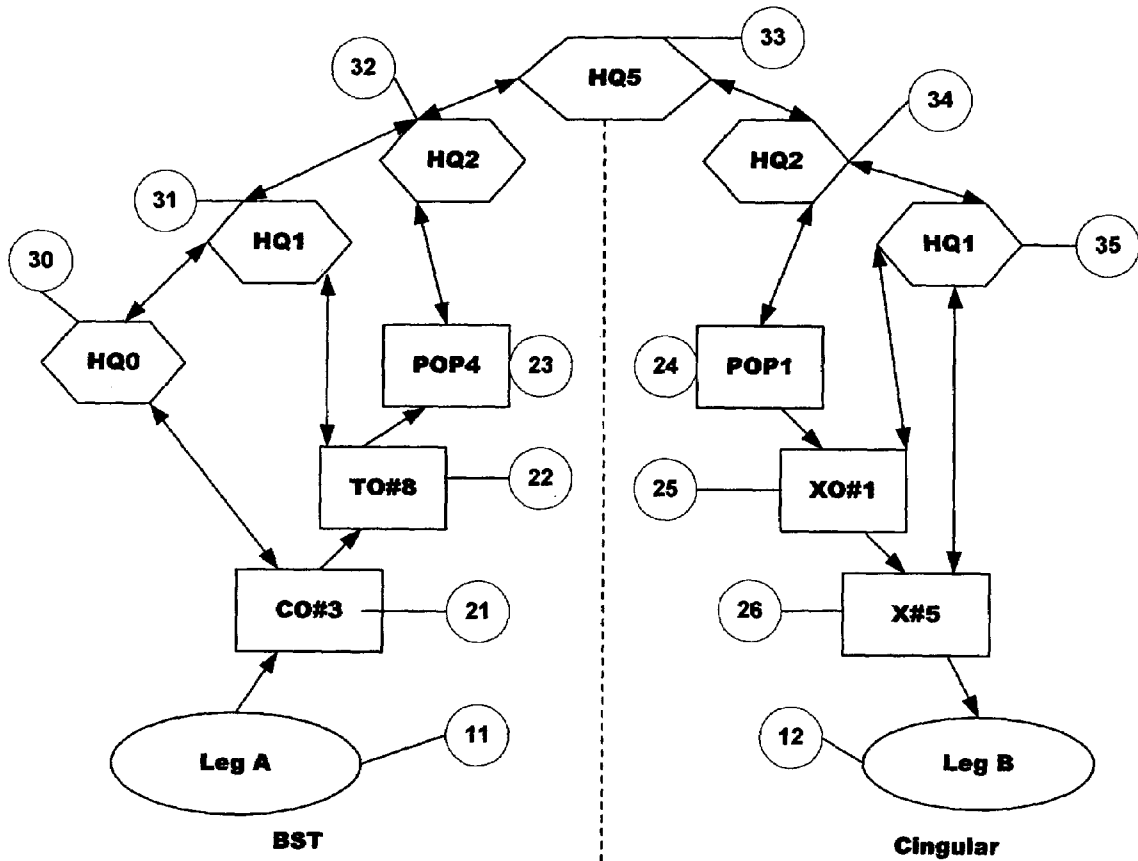 33
HQ5
32
34
HQ2
HQ2
31
HQ1
HQ1
35
30
HQ0
POP4
23
24
POP1
TO#8
22
25
XO#1
CO#3
21
26
X#5
11
12
Leg A
Leg B
BST
Cingular